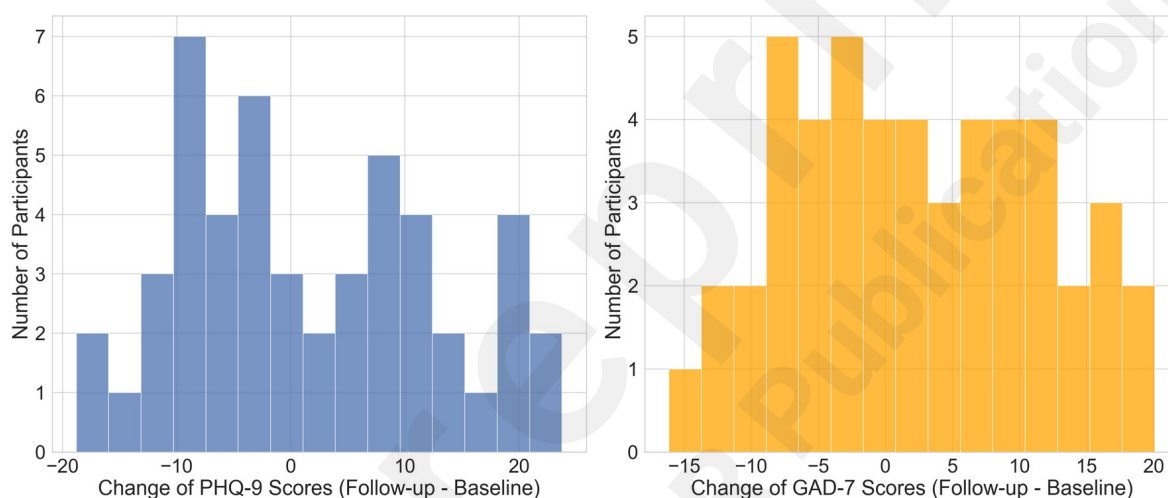 7
6
5
4
3
2
1
0
Number of Participants
−20 −10 0 10 20
Change of PHQ-9 Scores (Follow-up - Baseline)
5
4
3
2
1
0
Number of Participants
−15 −10 −5 0 5 10 15 20
Change of GAD-7 Scores (Follow-up - Baseline)
Publication